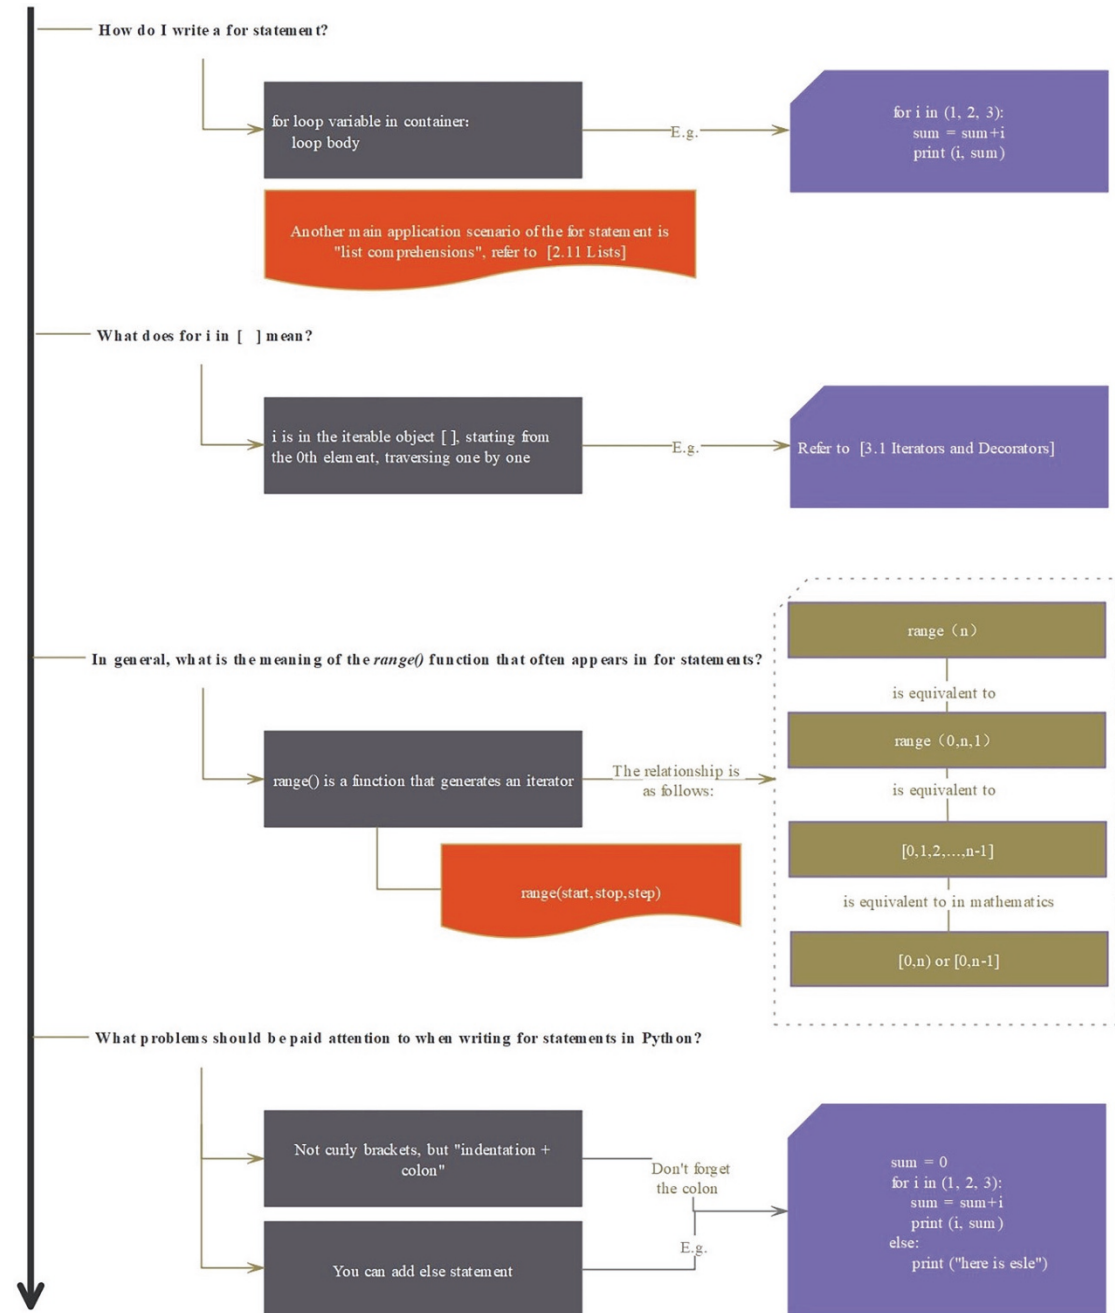 How do I write a for statement?
for loop variable in container:
loop body
E.g.
for i in (1, 2, 3):
sum = sum+i
print (i, sum)
Another main application scenario of the for statement is
"list comprehensions", refer to [2.11 Lists]
What does for i in [ ] mean?
i is in the iterable object [ ], starting from
the 0th element, traversing one by one
E.g.
Refer to [3.1 Iterators and Decorators]
In general, what is the meaning of the range() function that often appears in for statements?
range() is a function that generates an iterator
The relationship is
as follows:
range(start,stop,step)
range（n）
is equivalent to
range（0,n,1）
is equivalent to
[0,1,2,...,n-1]
is equivalent to in mathematics
[0,n) or [0,n-1]
What problems should be paid attention to when writing for statements in Python?
Not curly brackets, but "indentation +
colon"
Don't forget
the colon
You can add else statement
E.g.
sum = 0
for i in (1, 2, 3):
sum = sum+i
print (i, sum)
else:
print ("here is esle")